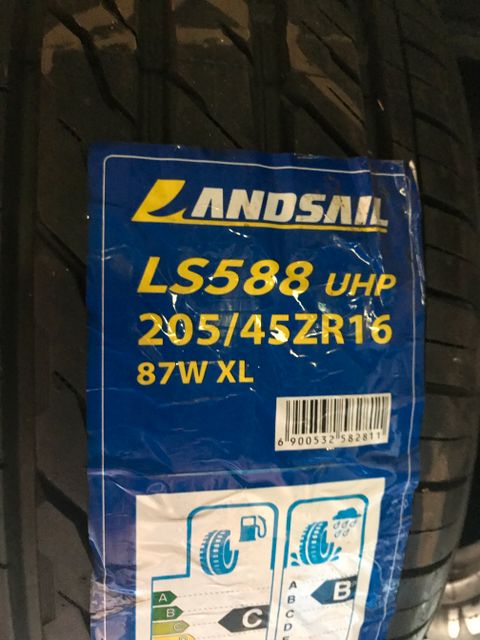 LANDSAIL
LS588 UHP
205/45ZR16
87W XL
6 900532 582811
A
B
C
C
D
E
A
B
B
C
D
E